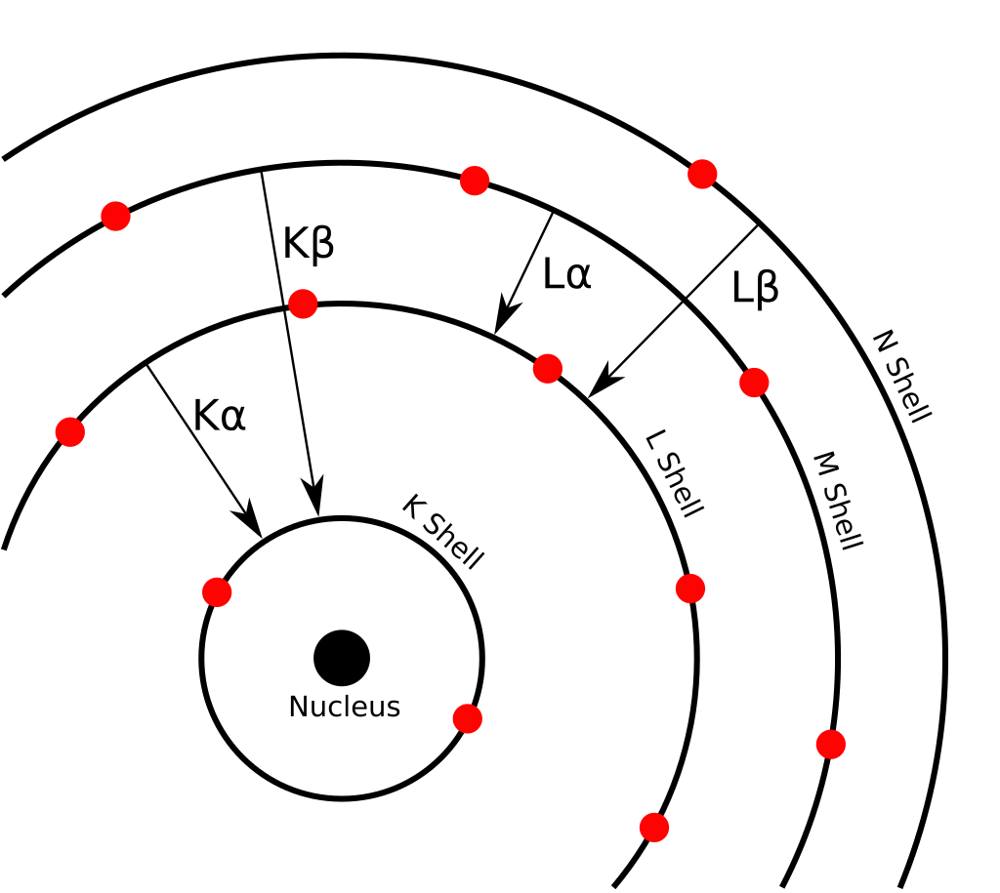 Kβ
Lα
Lβ
N Shell
Kα
L Shell
M Shell
K Shell
Nucleus